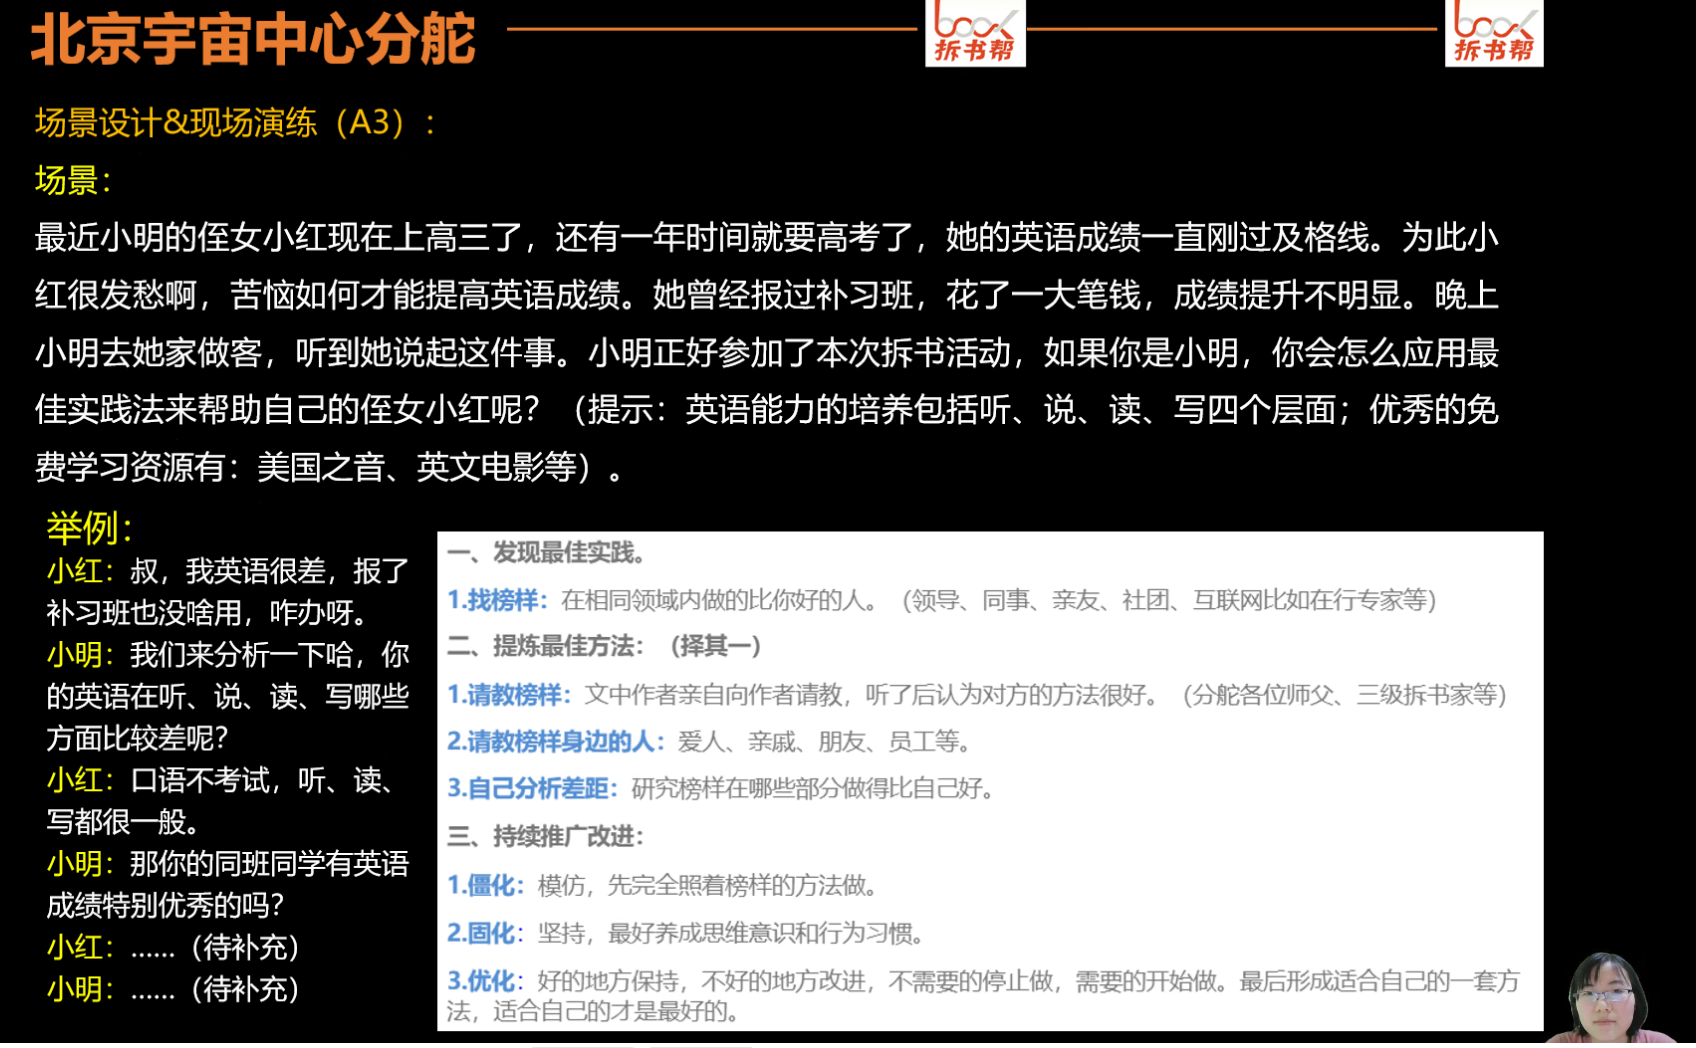 北京宇宙中心分舵
book
拆书帮
book
拆书帮
场景设计&现场演练（A3）：
场景：
最近小明的侄女小红现在上高三了，还有一年时间就要高考了，她的英语成绩一直刚过及格线。为此小
红很发愁啊，苦恼如何才能提高英语成绩。她曾经报过补习班，花了一大笔钱，成绩提升不明显。晚上
小明去她家做客，听到她说起这件事。小明正好参加了本次拆书活动，如果你是小明，你会怎么应用最
佳实践法来帮助自己的侄女小红呢？（提示：英语能力的培养包括听、说、读、写四个层面；优秀的免
费学习资源有：美国之音、英文电影等）。
举例：
小红：叔，我英语很差，报了
补习班也没啥用，咋办呀。
小明：我们来分析一下哈，你
的英语在听、说、读、写哪些
方面比较差呢？
小红：口语不考试，听、读、
写都很一般。
小明：那你的同班同学有英语
成绩特别优秀的吗？
小红：......（待补充）
小明：......（待补充）
一、发现最佳实践。
1.找榜样：在相同领域内做的比你好的人。（领导、同事、亲友、社团、互联网比如在行专家等）
二、提炼最佳方法：（择其一）
1.请教榜样：文中作者亲自向作者请教，听了后认为对方的方法很好。（分舵各位师父、三级拆书家等）
2.请教榜样身边的人：爱人、亲戚、朋友、员工等。
3.自己分析差距：研究榜样在哪些部分做得比自己好。
三、持续推广改进：
1.僵化：模仿，先完全照着榜样的方法做。
2.固化：坚持，最好养成思维意识和行为习惯。
3.优化：好的地方保持，不好的地方改进，不需要的停止做，需要的开始做。最后形成适合自己的一套方
法，适合自己的才是最好的。